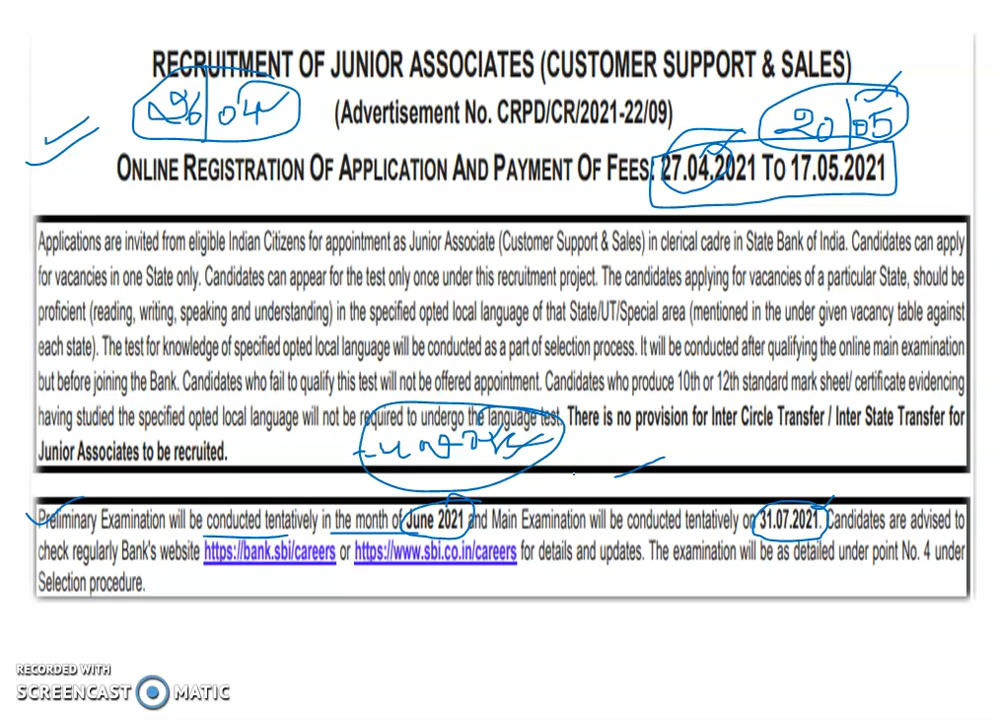 RECRUITMENT OF JUNIOR ASSOCIATES (CUSTOMER SUPPORT & SALES)
26 04
(Advertisement No. CRPD/CR/2021-22/09)
20 05
ONLINE REGISTRATION OF APPLICATION AND PAYMENT OF FEES: 27.04.2021 TO 17.05.2021
Applications are invited from eligible Indian Citizens for appointment as Junior Associate (Customer Support & Sales) in clerical cadre in State Bank of India. Candidates can apply
for vacancies in one State only. Candidates can appear for the test only once under this recruitment project. The candidates applying for vacancies of a particular State, should be
proficient (reading, writing, speaking and understanding) in the specified opted local language of that State/UT/Special area (mentioned in the under given vacancy table against
each state). The test for knowledge of specified opted local language will be conducted as a part of selection process. It will be conducted after qualifying the online main examination
but before joining the Bank. Candidates who fail to qualify this test will not be offered appointment. Candidates who produce 10th or 12th standard mark sheet/ certificate evidencing
having studied the specified opted local language will not be required to undergo the language test. There is no provision for Inter Circle Transfer / Inter State Transfer for
Junior Associates to be recruited.
Preliminary Examination will be conducted tentatively in the month of June 2021 and Main Examination will be conducted tentatively on 31.07.2021. Candidates are advised to
check regularly Bank's website https://bank.sbi/careers or https://www.sbi.co.in/careers for details and updates. The examination will be as detailed under point No. 4 under
Selection procedure.
RECORDED WITH
SCREENCAST MATIC